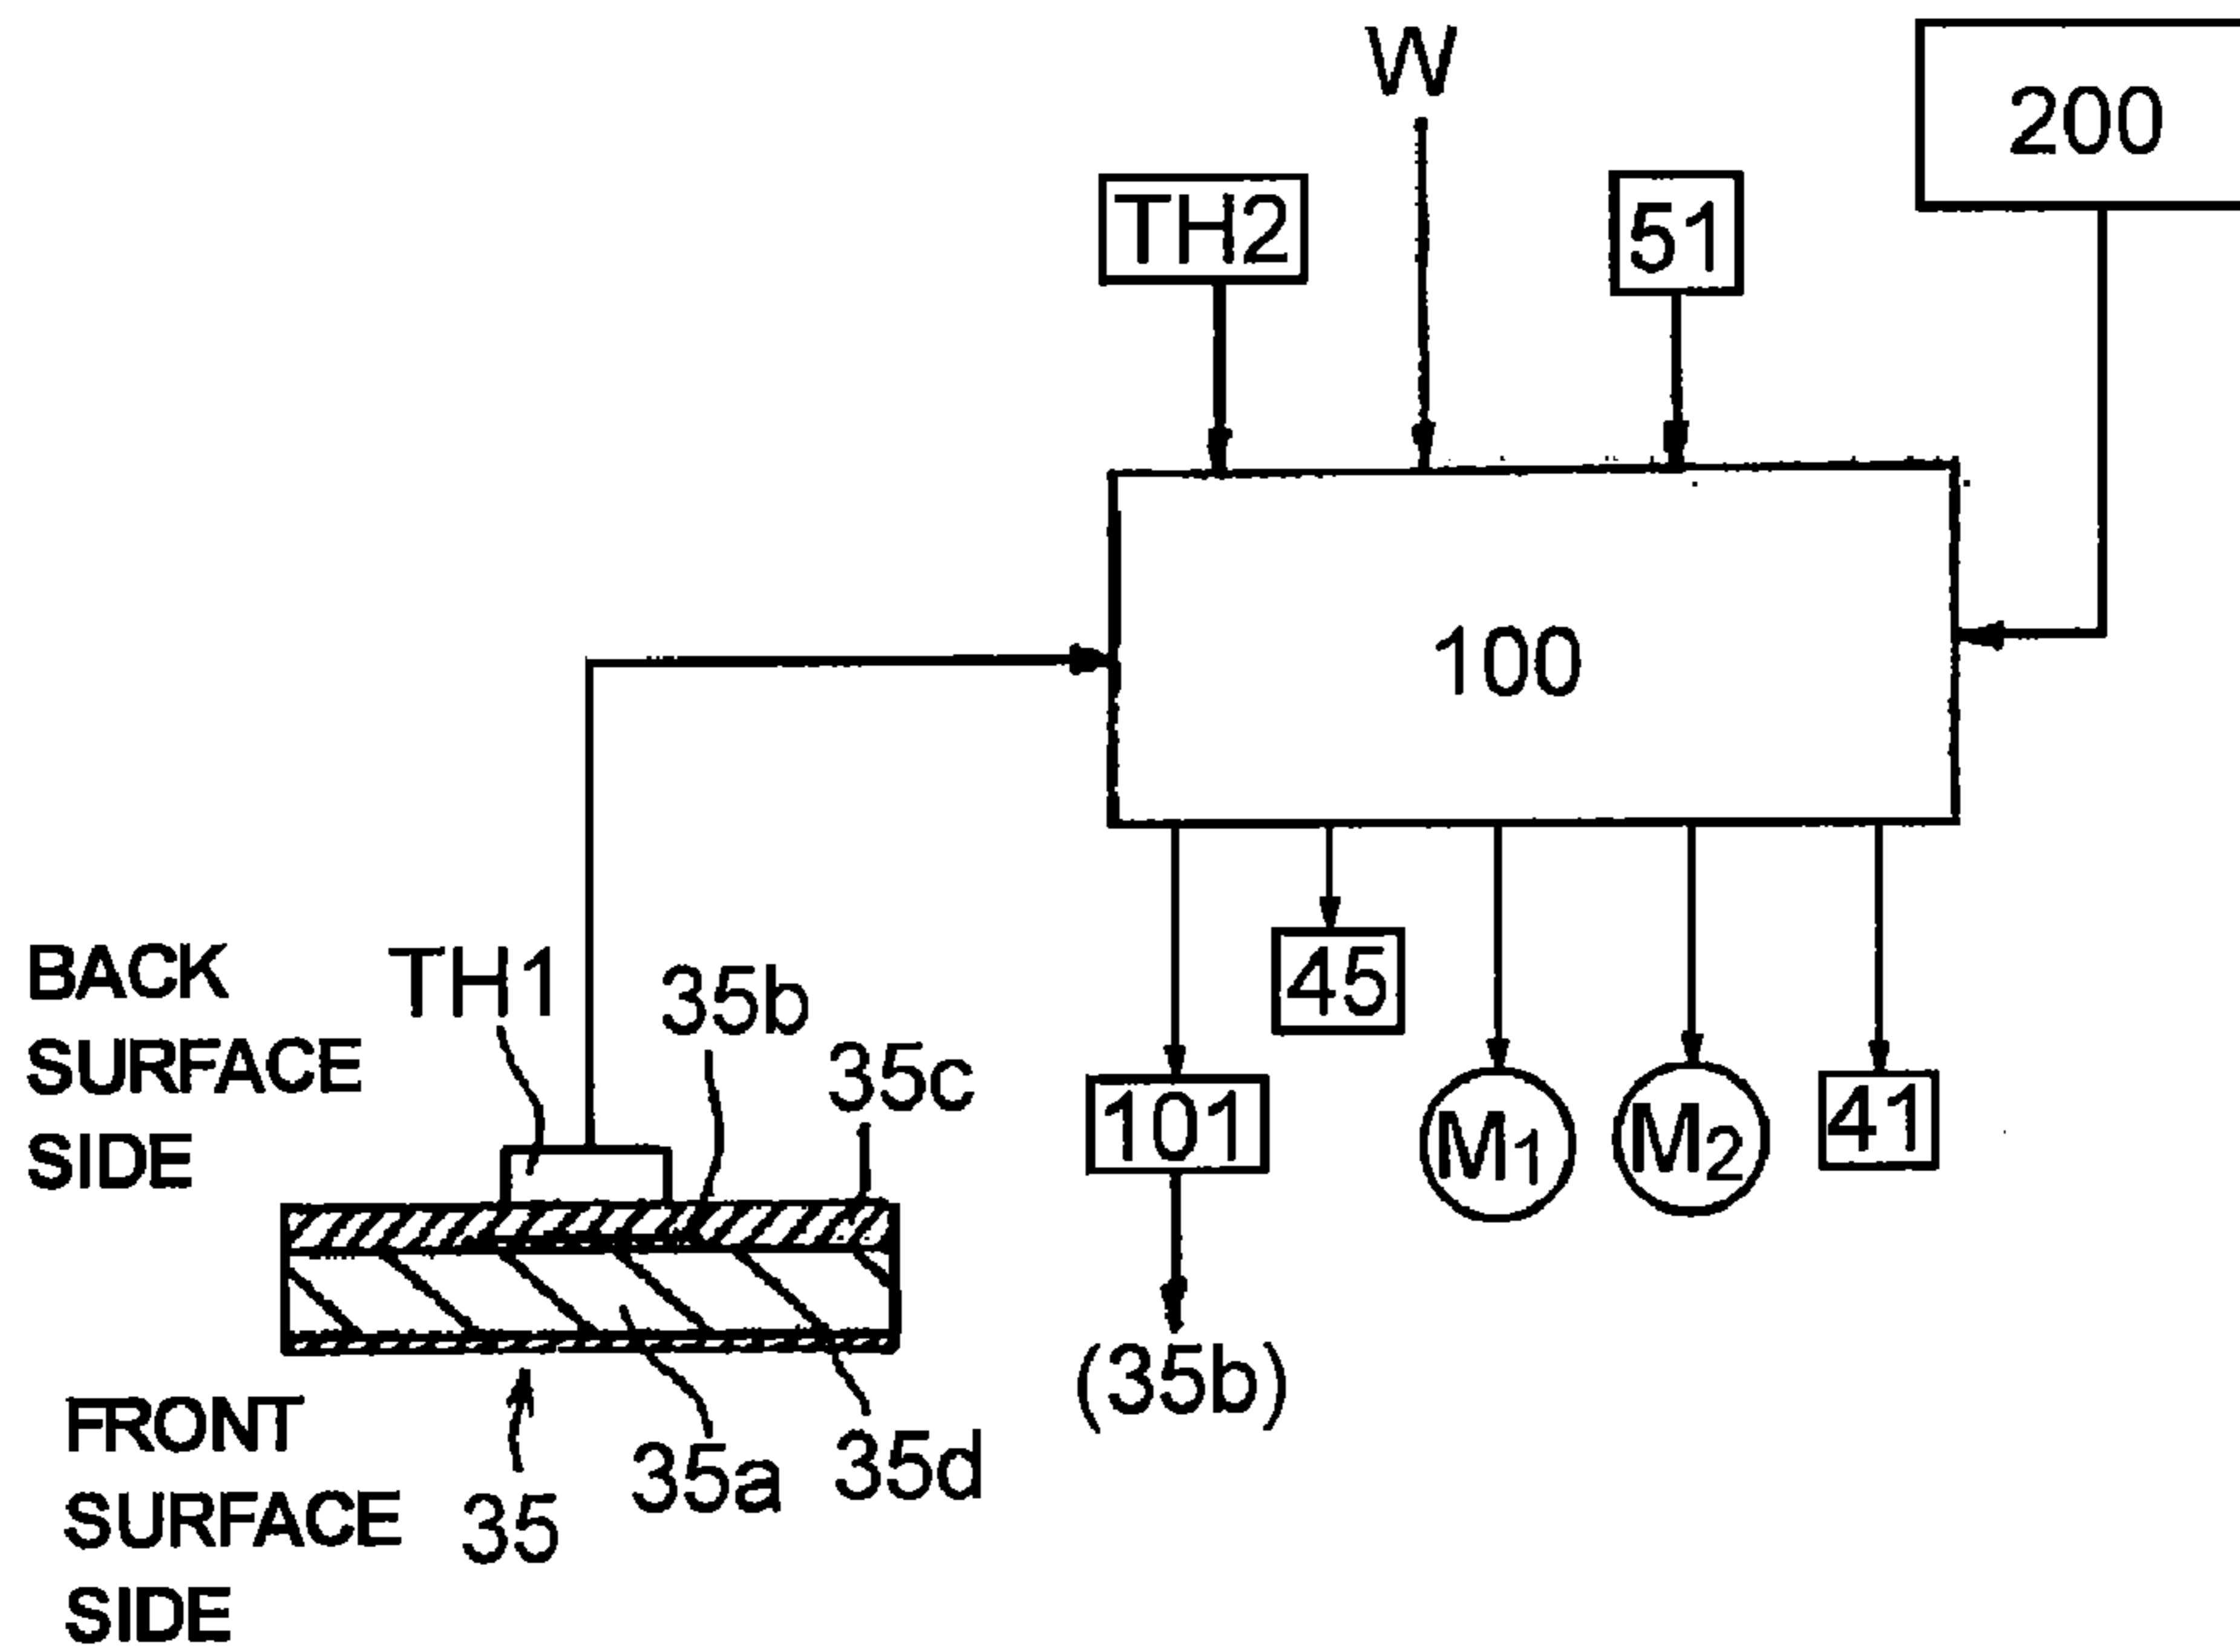 W
200
TH2
51
100
BACK
SURFACE
SIDE
TH1
35b
35c
45
101
M1
M2
41
(35b)
FRONT
SURFACE
SIDE
35
35a
35d